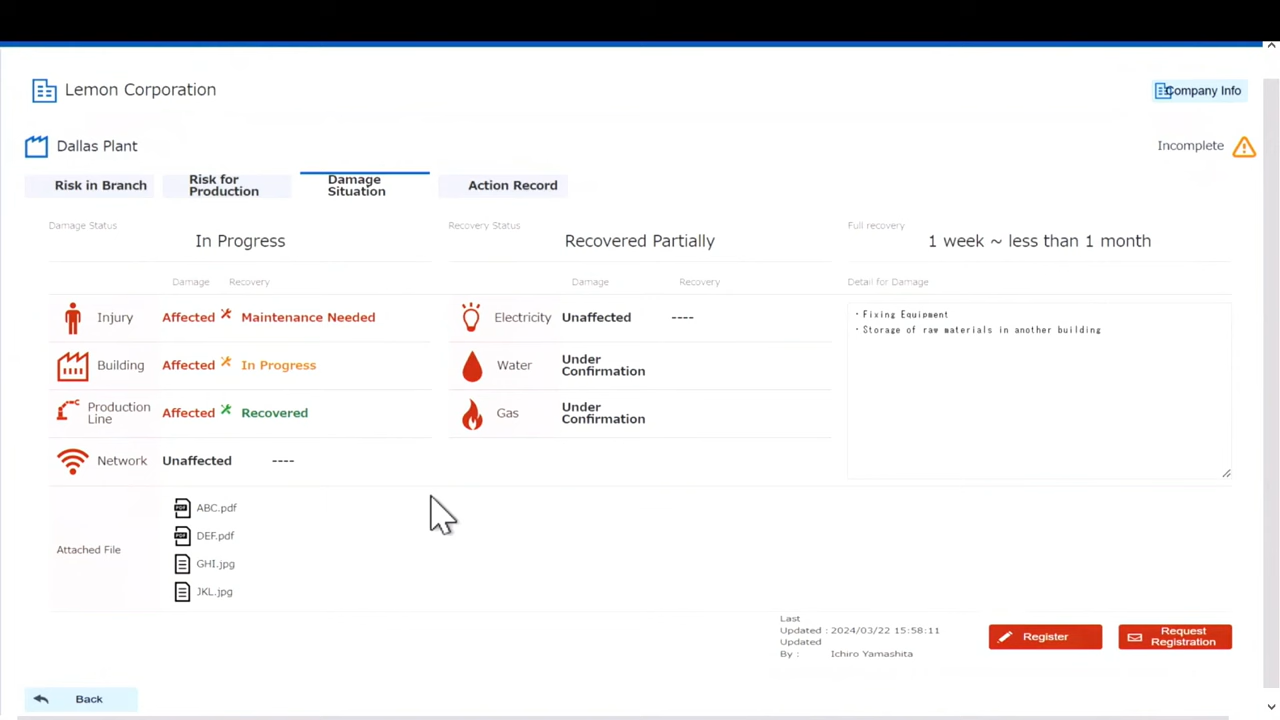 Lemon Corporation
Company Info
Dallas Plant
Incomplete
Risk in Branch
Risk for
Production
Damage
Situation
Action Record
Damage Status
In Progress
Recovery Status
Recovered Partially
Full recovery
1 week ~ less than 1 month
Damage Recovery
Damage Recovery
Detail for Damage
Injury Affected Maintenance Needed
Electricity Unaffected ----
・Fixing Equipment
・Storage of raw materials in another building
Building Affected In Progress
Water Under
Confirmation
Production
Line Affected Recovered
Gas Under
Confirmation
Network Unaffected ----
Attached File
PDF ABC.pdf
PDF DEF.pdf
GHI.jpg
JKL.jpg
Last
Updated : 2024/03/22 15:58:11
Updated
By : Ichiro Yamashita
Register
Request
Registration
Back